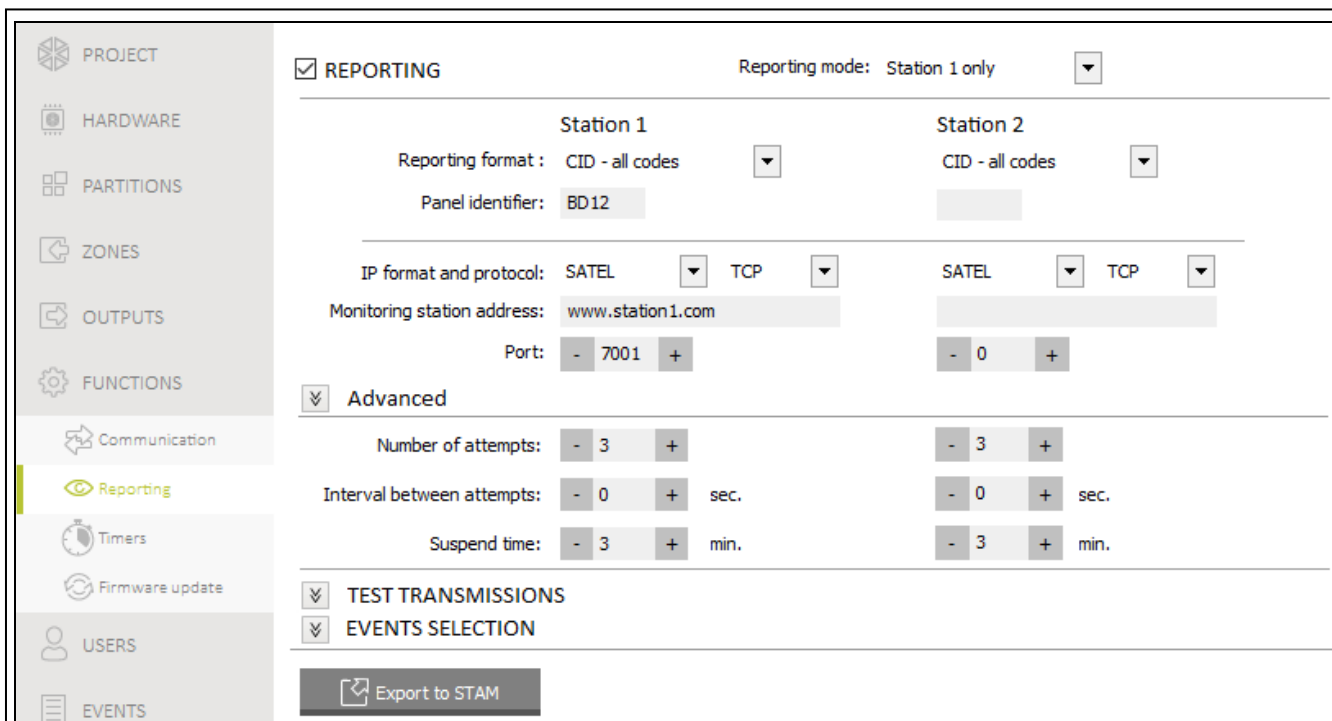 PROJECT
HARDWARE
PARTITIONS
ZONES
OUTPUTS
FUNCTIONS
Communication
Reporting
Timers
Firmware update
USERS
EVENTS
REPORTING Reporting mode: Station 1 only
Station 1 Station 2
Reporting format : CID - all codes CID - all codes
Panel identifier: BD12
IP format and protocol: SATEL TCP SATEL TCP
Monitoring station address: www.station1.com
Port: - 7001 + - 0 +
Advanced
Number of attempts: - 3 + - 3 +
Interval between attempts: - 0 + sec. - 0 + sec.
Suspend time: - 3 + min. - 3 + min.
TEST TRANSMISSIONS
EVENTS SELECTION
Export to STAM